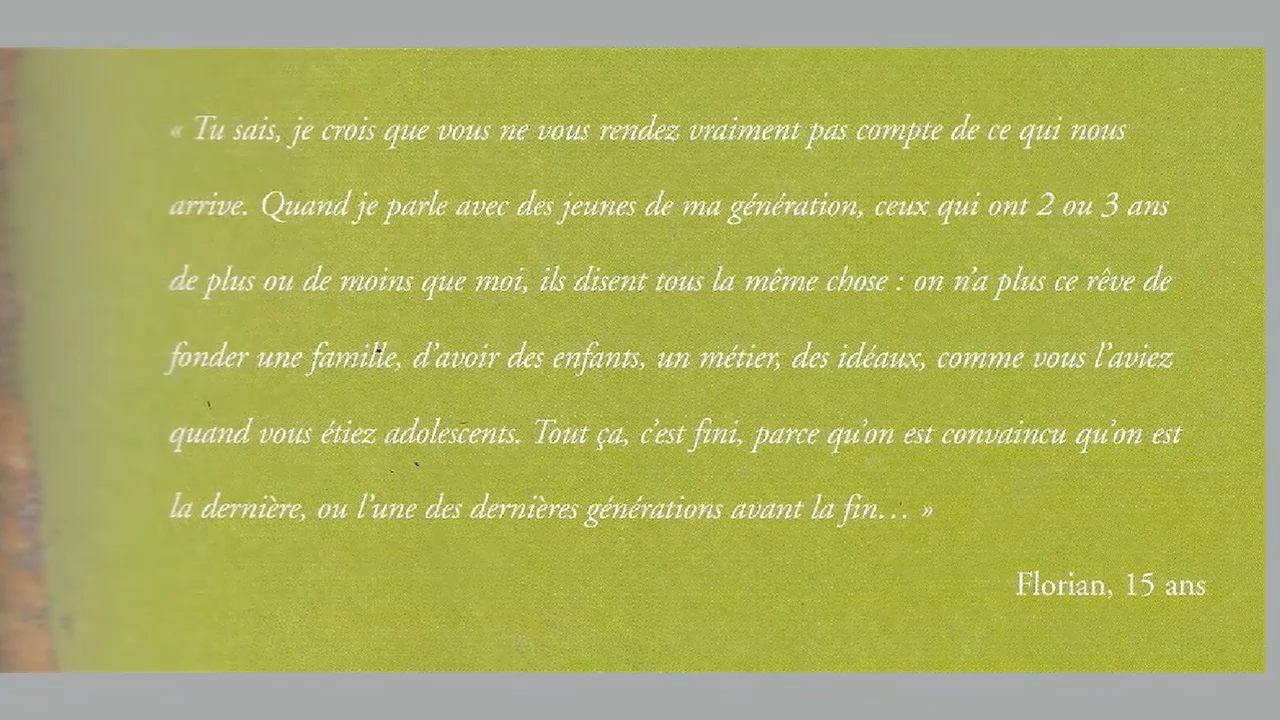 « Tu sais, je crois que vous ne vous rendez vraiment pas compte de ce qui nous
arrive. Quand je parle avec des jeunes de ma génération, ceux qui ont 2 ou 3 ans
de plus ou de moins que moi, ils disent tous la même chose : on n’a plus ce rêve de
fonder une famille, d’avoir des enfants, un métier, des idéaux, comme vous l’aviez
quand vous étiez adolescents. Tout ça, c’est fini, parce qu’on est convaincu qu’on est
la dernière, ou l’une des dernières générations avant la fin… »
Florian, 15 ans